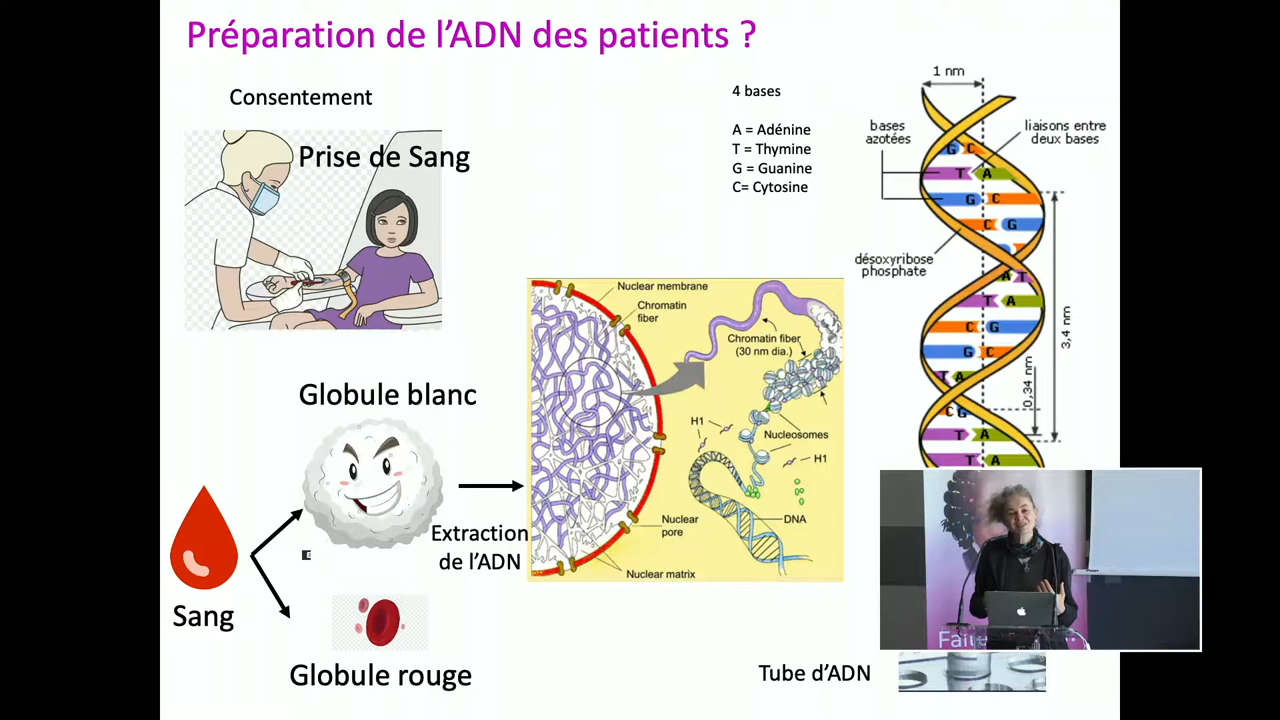 Préparation de l'ADN des patients ?
Consentement
Prise de Sang
4 bases
A = Adénine
T = Thymine
G = Guanine
C= Cytosine
1 nm
bases
azotées
liaisons entre
deux bases
G C
T A
G C
C G
désoxyribose
phosphate
A T
T A
C G
G C
T A
C G
T A
T A
3,4 nm
0,34 nm
Nuclear membrane
Chromatin
fiber
Chromatin fiber
(30 nm dia.)
H1
Nucleosomes
H1
DNA
Nuclear
pore
Nuclear matrix
Globule blanc
Extraction
de l'ADN
Sang
Globule rouge
Tube d'ADN